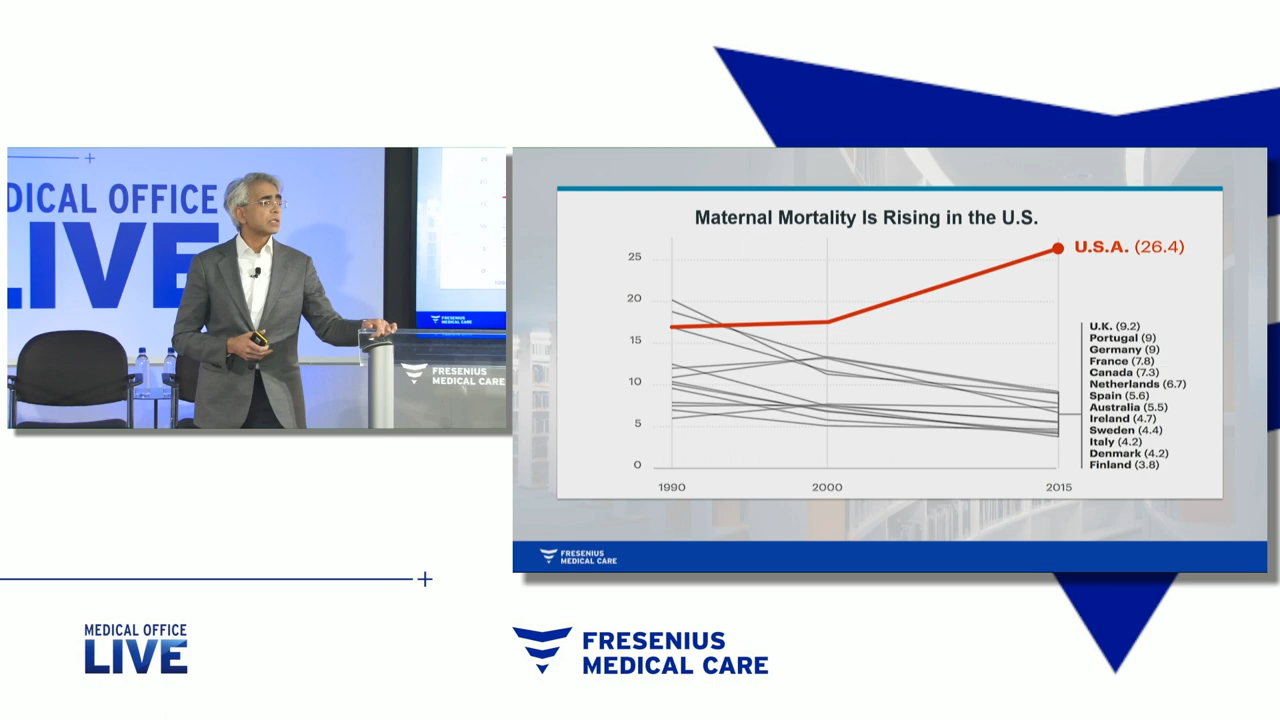 DICAL OFFICE
LIVE
FRESENIUS
MEDICAL CARE
FRESENIUS
MEDICAL CARE
Maternal Mortality Is Rising in the U.S.
25
20
15
10
5
0
1990
2000
2015
U.S.A. (26.4)
U.K. (9.2)
Portugal (9)
Germany (9)
France (7.8)
Canada (7.3)
Netherlands (6.7)
Spain (5.6)
Australia (5.5)
Ireland (4.7)
Sweden (4.4)
Italy (4.2)
Denmark (4.2)
Finland (3.8)
FRESENIUS
MEDICAL CARE
MEDICAL OFFICE
LIVE
FRESENIUS
MEDICAL CARE